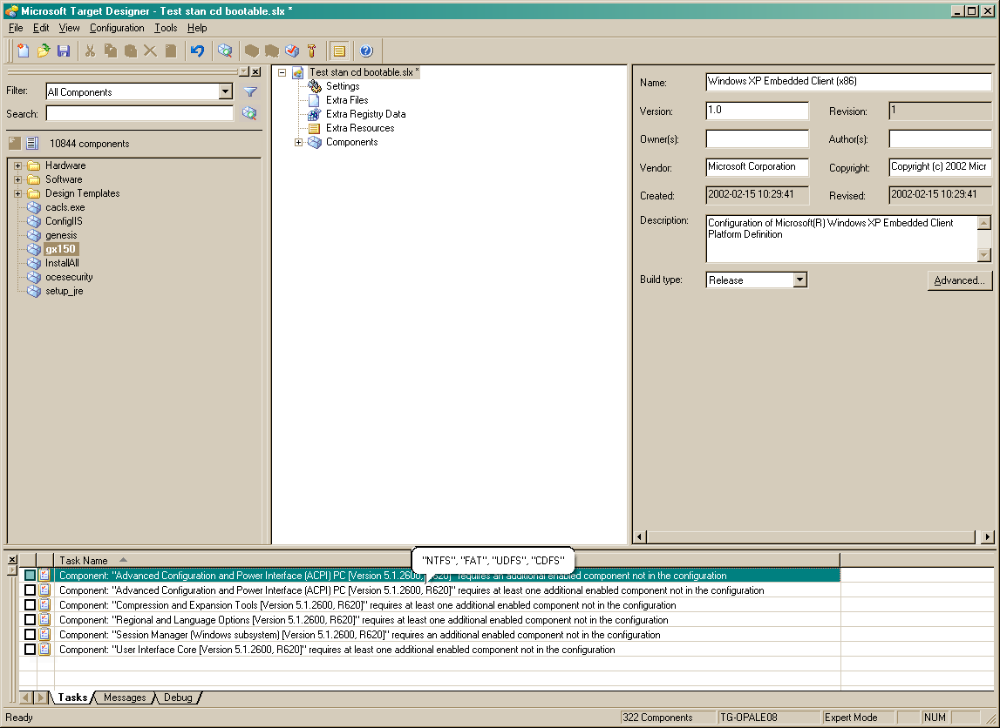 Microsoft Target Designer - Test stan cd bootable.slx *
File Edit View Configuration Tools Help
Filter: All Components
Search:
10844 components
Hardware
Software
Design Templates
cacls.exe
ConfigIIS
genesis
gx150
InstallAll
ocesecurity
setup_jre
Test stan cd bootable.slx *
Settings
Extra Files
Extra Registry Data
Extra Resources
Components
Name: Windows XP Embedded Client (x86)
Version: 1.0 Revision: 1
Owner(s): Author(s):
Vendor: Microsoft Corporation Copyright: Copyright (c) 2002 Micr
Created: 2002-02-15 10:29:41 Revised: 2002-02-15 10:29:41
Description: Configuration of Microsoft(R) Windows XP Embedded Client
Platform Definition
Build type: Release Advanced...
Task Name
"NTFS", "FAT", "UDFS", "CDFS"
Component: "Advanced Configuration and Power Interface (ACPI) PC [Version 5.1.2600, R620]" requires an additional enabled component not in the configuration
Component: "Advanced Configuration and Power Interface (ACPI) PC [Version 5.1.2600, R620]" requires at least one additional enabled component not in the configuration
Component: "Compression and Expansion Tools [Version 5.1.2600, R620]" requires at least one additional enabled component not in the configuration
Component: "Regional and Language Options [Version 5.1.2600, R620]" requires at least one additional enabled component not in the configuration
Component: "Session Manager (Windows subsystem) [Version 5.1.2600, R620]" requires an additional enabled component not in the configuration
Component: "User Interface Core [Version 5.1.2600, R620]" requires at least one additional enabled component not in the configuration
Tasks Messages Debug
Ready 322 Components TG-OPALE08 Expert Mode NUM